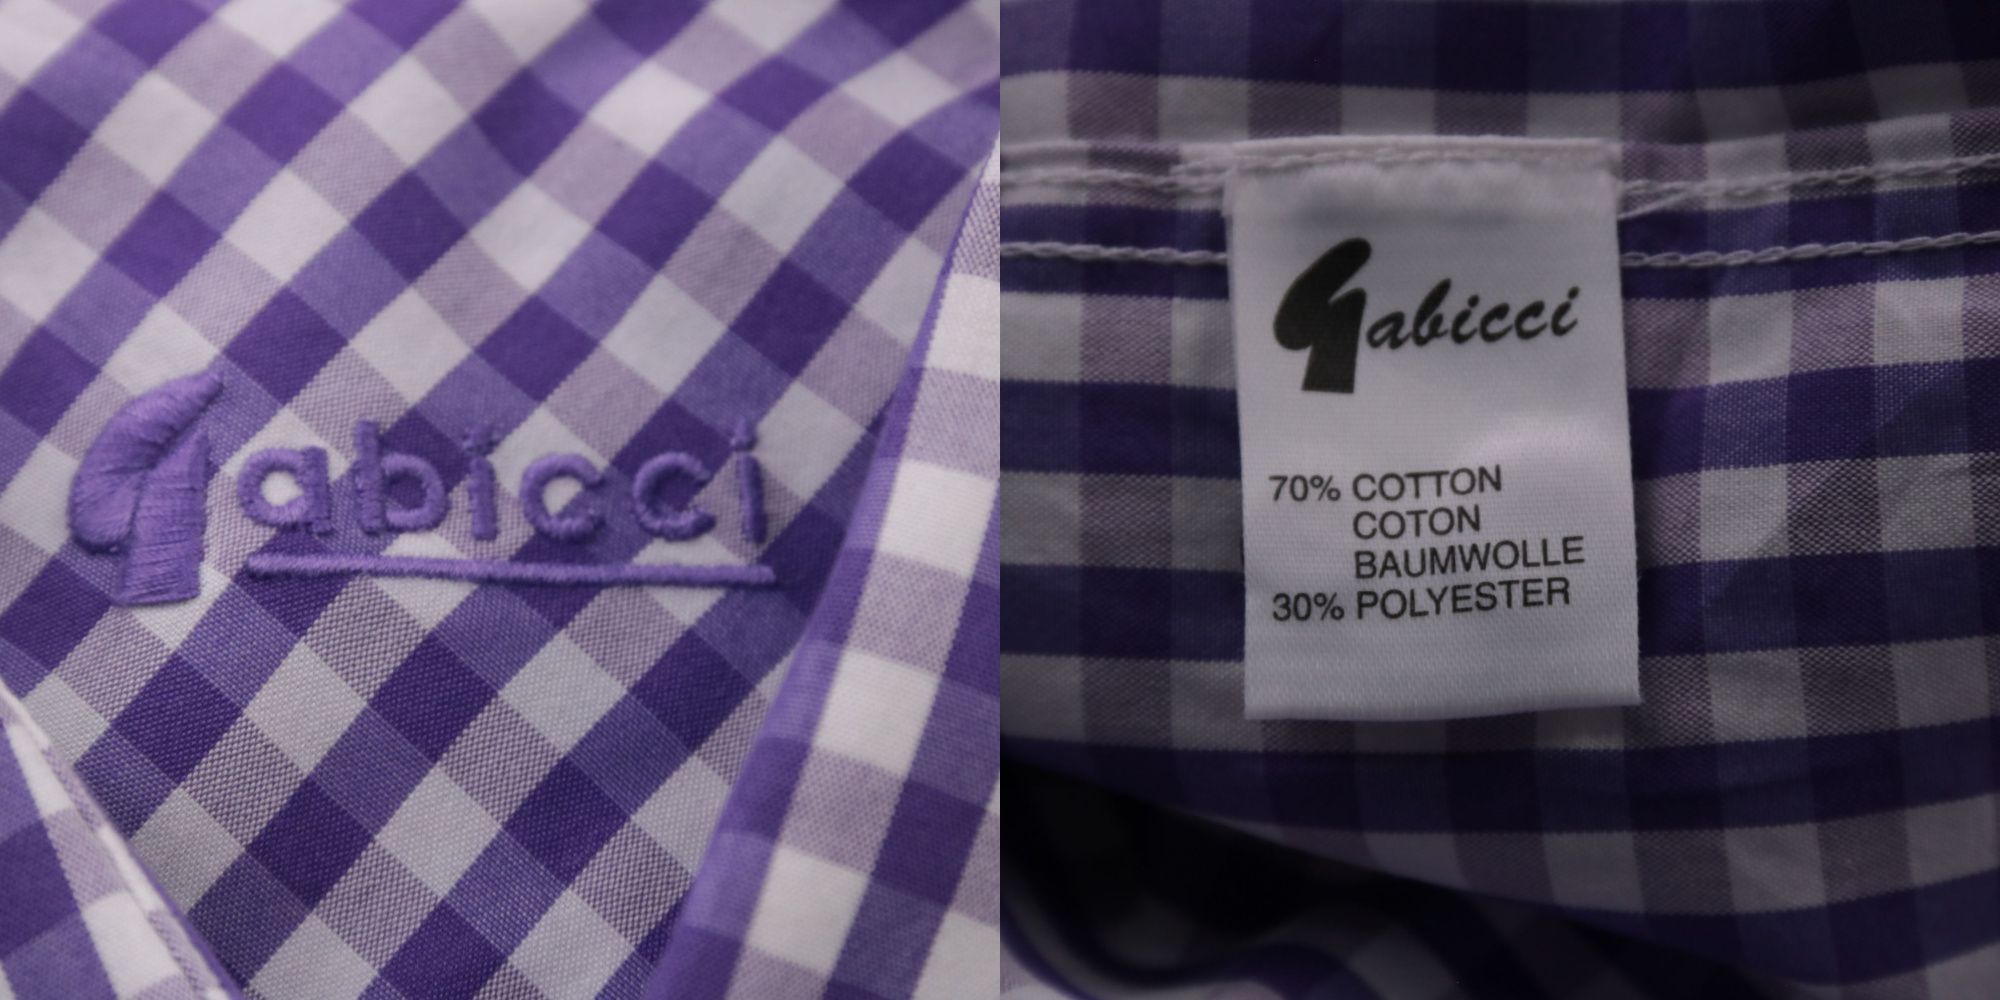 Gabicci
Gabicci
70% COTTON
COTON
BAUMWOLLE
30% POLYESTER